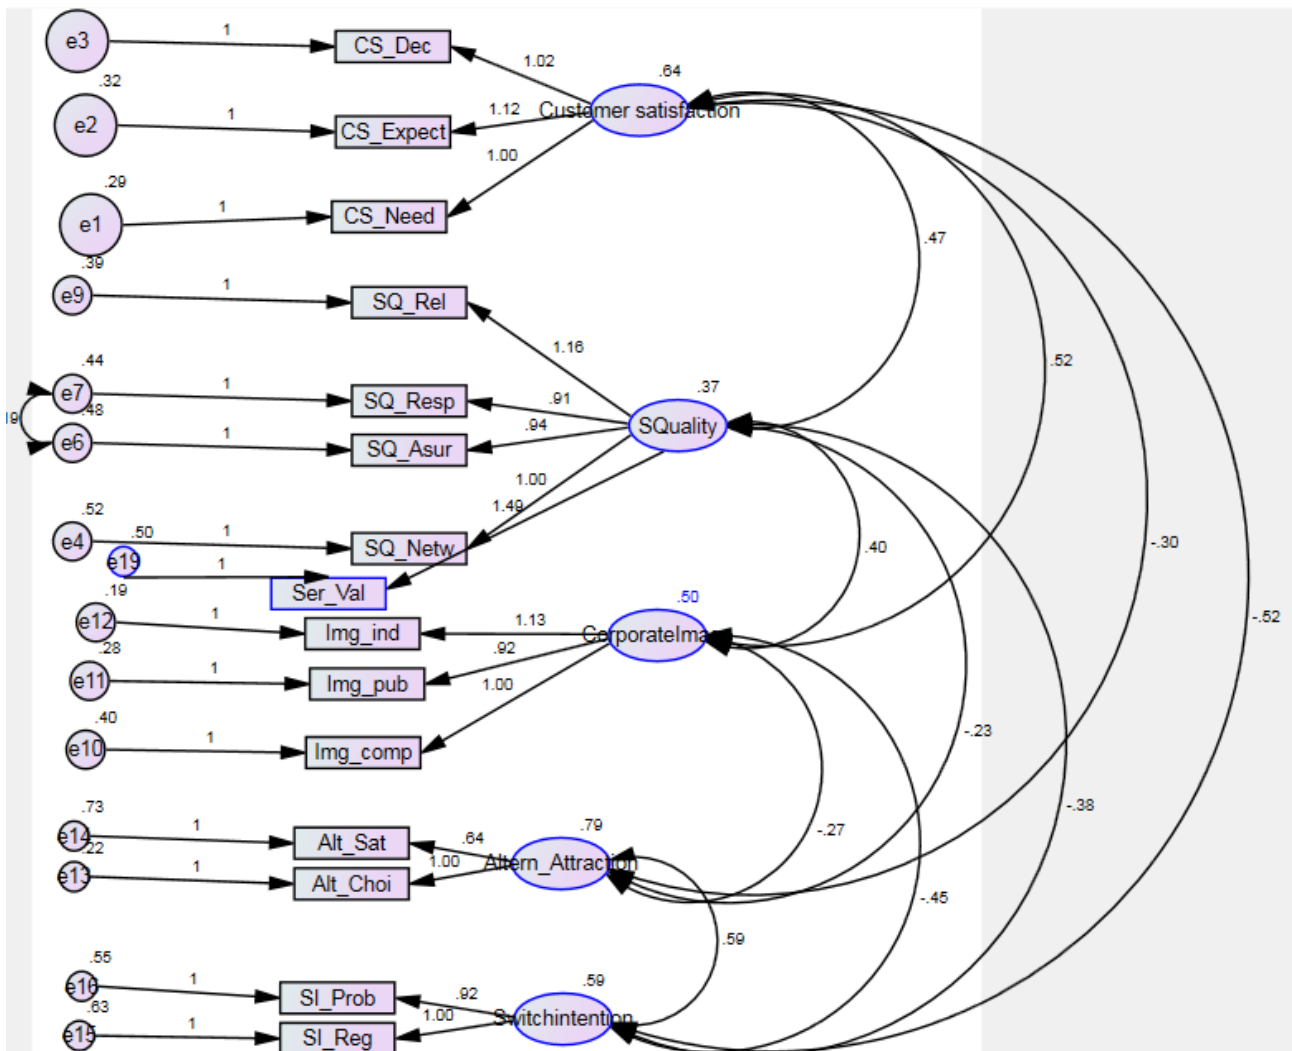 e3 1 CS_Dec
1.02 .64
.32
e2 1 CS_Expect 1.12 Customer satisfaction
1.00
.29
e1 1 CS_Need
.47
.39
e9 1 SQ_Rel
1.16 .52
.44
e7 1 SQ_Resp .91 .37
.48 SQuality
e6 1 SQ_Asur .94
1.00
1.49
.52
e4 1 SQ_Netw
.50 .40 -.30
e19 1 Ser_Val
.19 .50 -.52
e12 1 Img_ind 1.13
.28 .92
e11 1 Img_pub 1.00
.40 -.23
e10 1 Img_comp
.73 .79 -.27 -.38
e14 1 Alt_Sat .64
.22 Altern_Attraction
e13 1 Alt_Choi 1.00
-.45
.59
.55 .59
e16 1 SI_Prob .92
.63 Switchintention
e15 1 SI_Reg 1.00